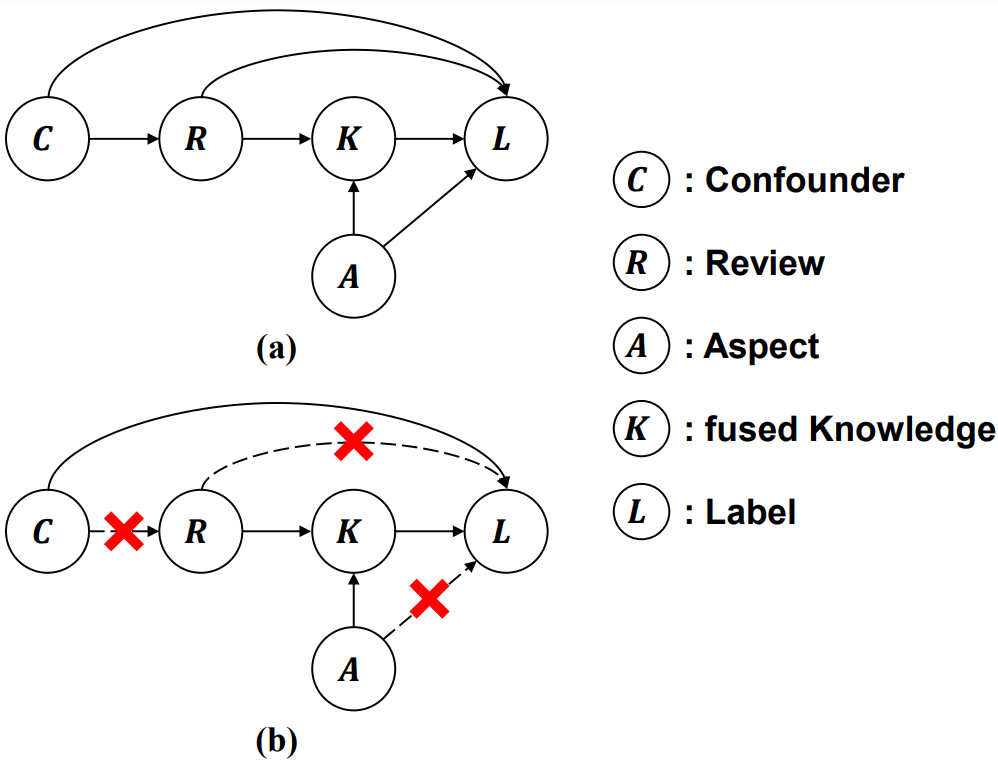 C R K L
A
(a)
C R K L
A
(b)
C : Confounder
R : Review
A : Aspect
K : fused Knowledge
L : Label